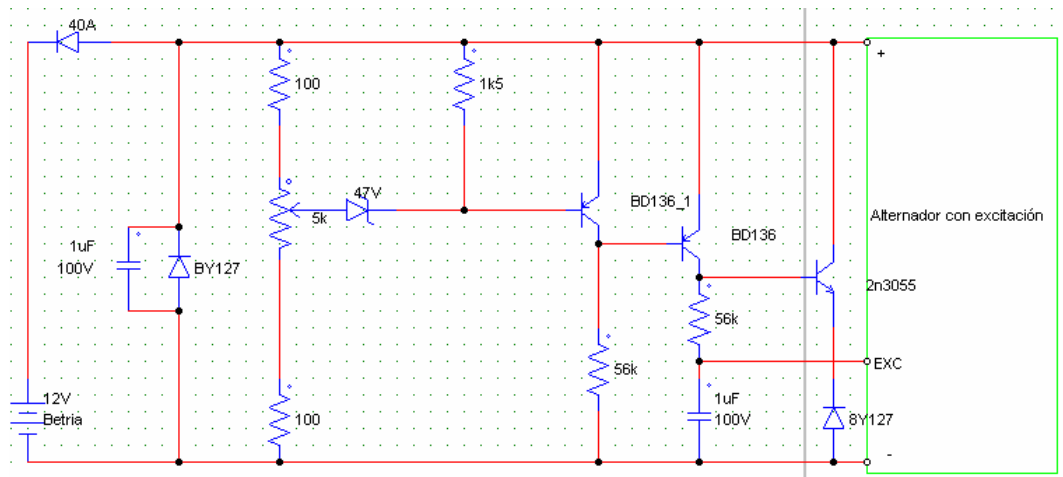 40A
100
1k5
47V
5k
BD136_1
BD136
Alternador con excitación
1uF
100V
BY127
2n3055
56k
56k
EXC
12V
Betria
100
1uF
100V
8Y127
+
-